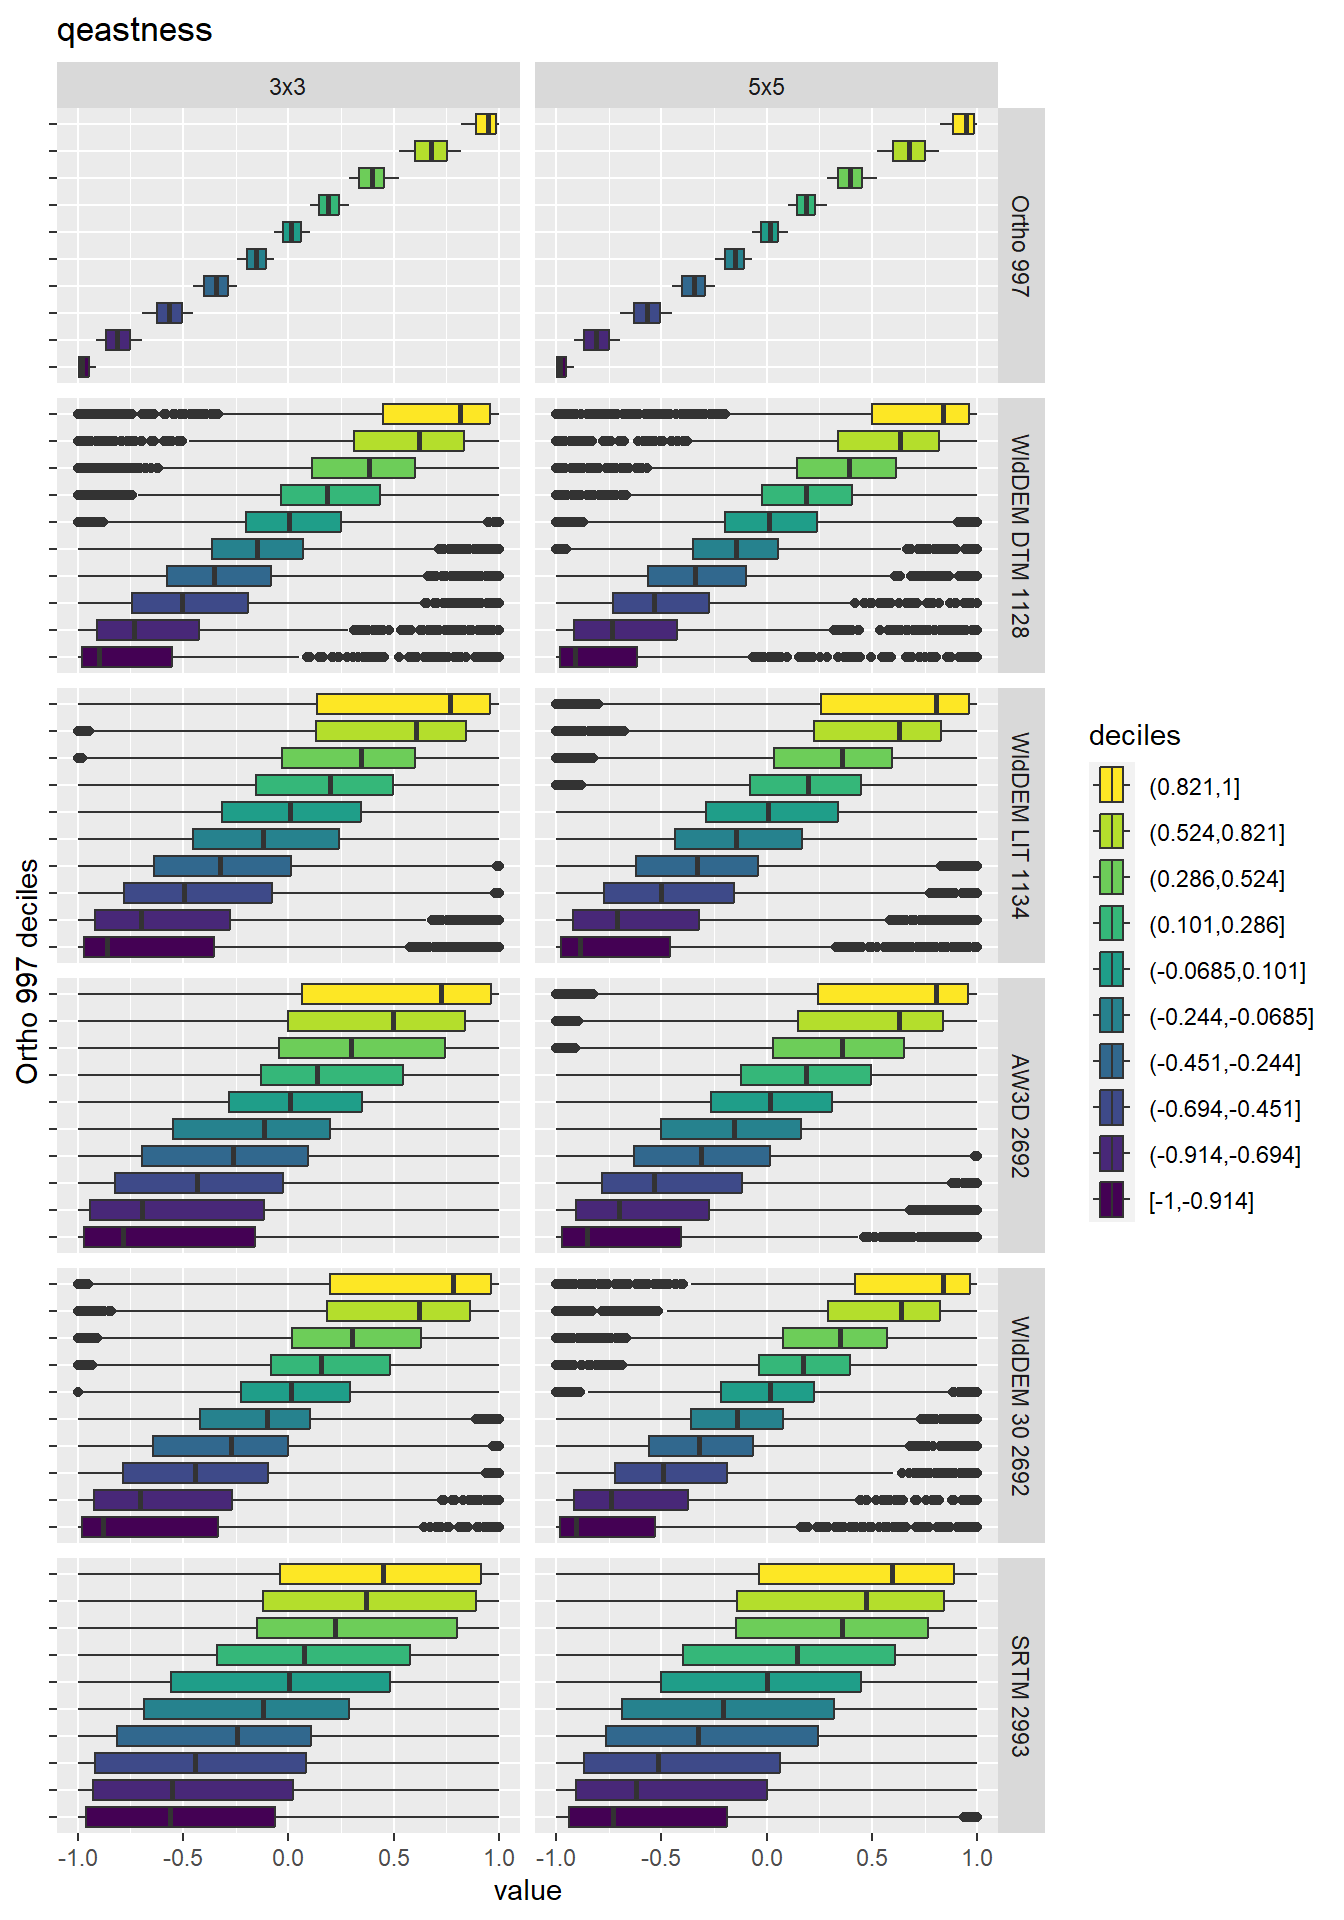 qeastness
3x3
5x5
Ortho 997
WldDEM DTM 1128
WldDEM LIT 1134
AW3D 2692
WldDEM 30 2692
SRTM 2993
Ortho 997 deciles
-1.0 -0.5 0.0 0.5 1.0
-1.0 -0.5 0.0 0.5 1.0
value
deciles
(0.821,1]
(0.524,0.821]
(0.286,0.524]
(0.101,0.286]
(-0.0685,0.101]
(-0.244,-0.0685]
(-0.451,-0.244]
(-0.694,-0.451]
(-0.914,-0.694]
[-1,-0.914]